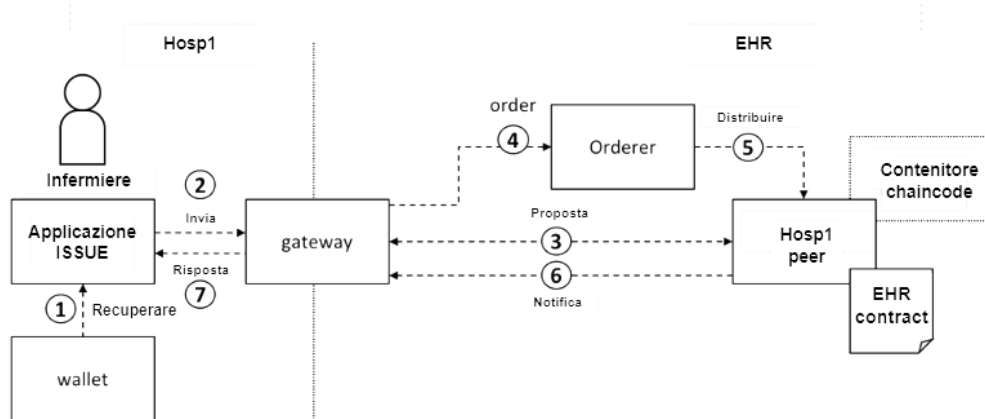 Hosp1
EHR
order
4
Orderer
Distribuire
5
Contenitore
chaincode
Infermiere
2
Invia
Applicazione
ISSUE
gateway
Proposta
3
Hosp1
peer
Risposta
7
6
Notifica
1
Recuperare
EHR
contract
wallet